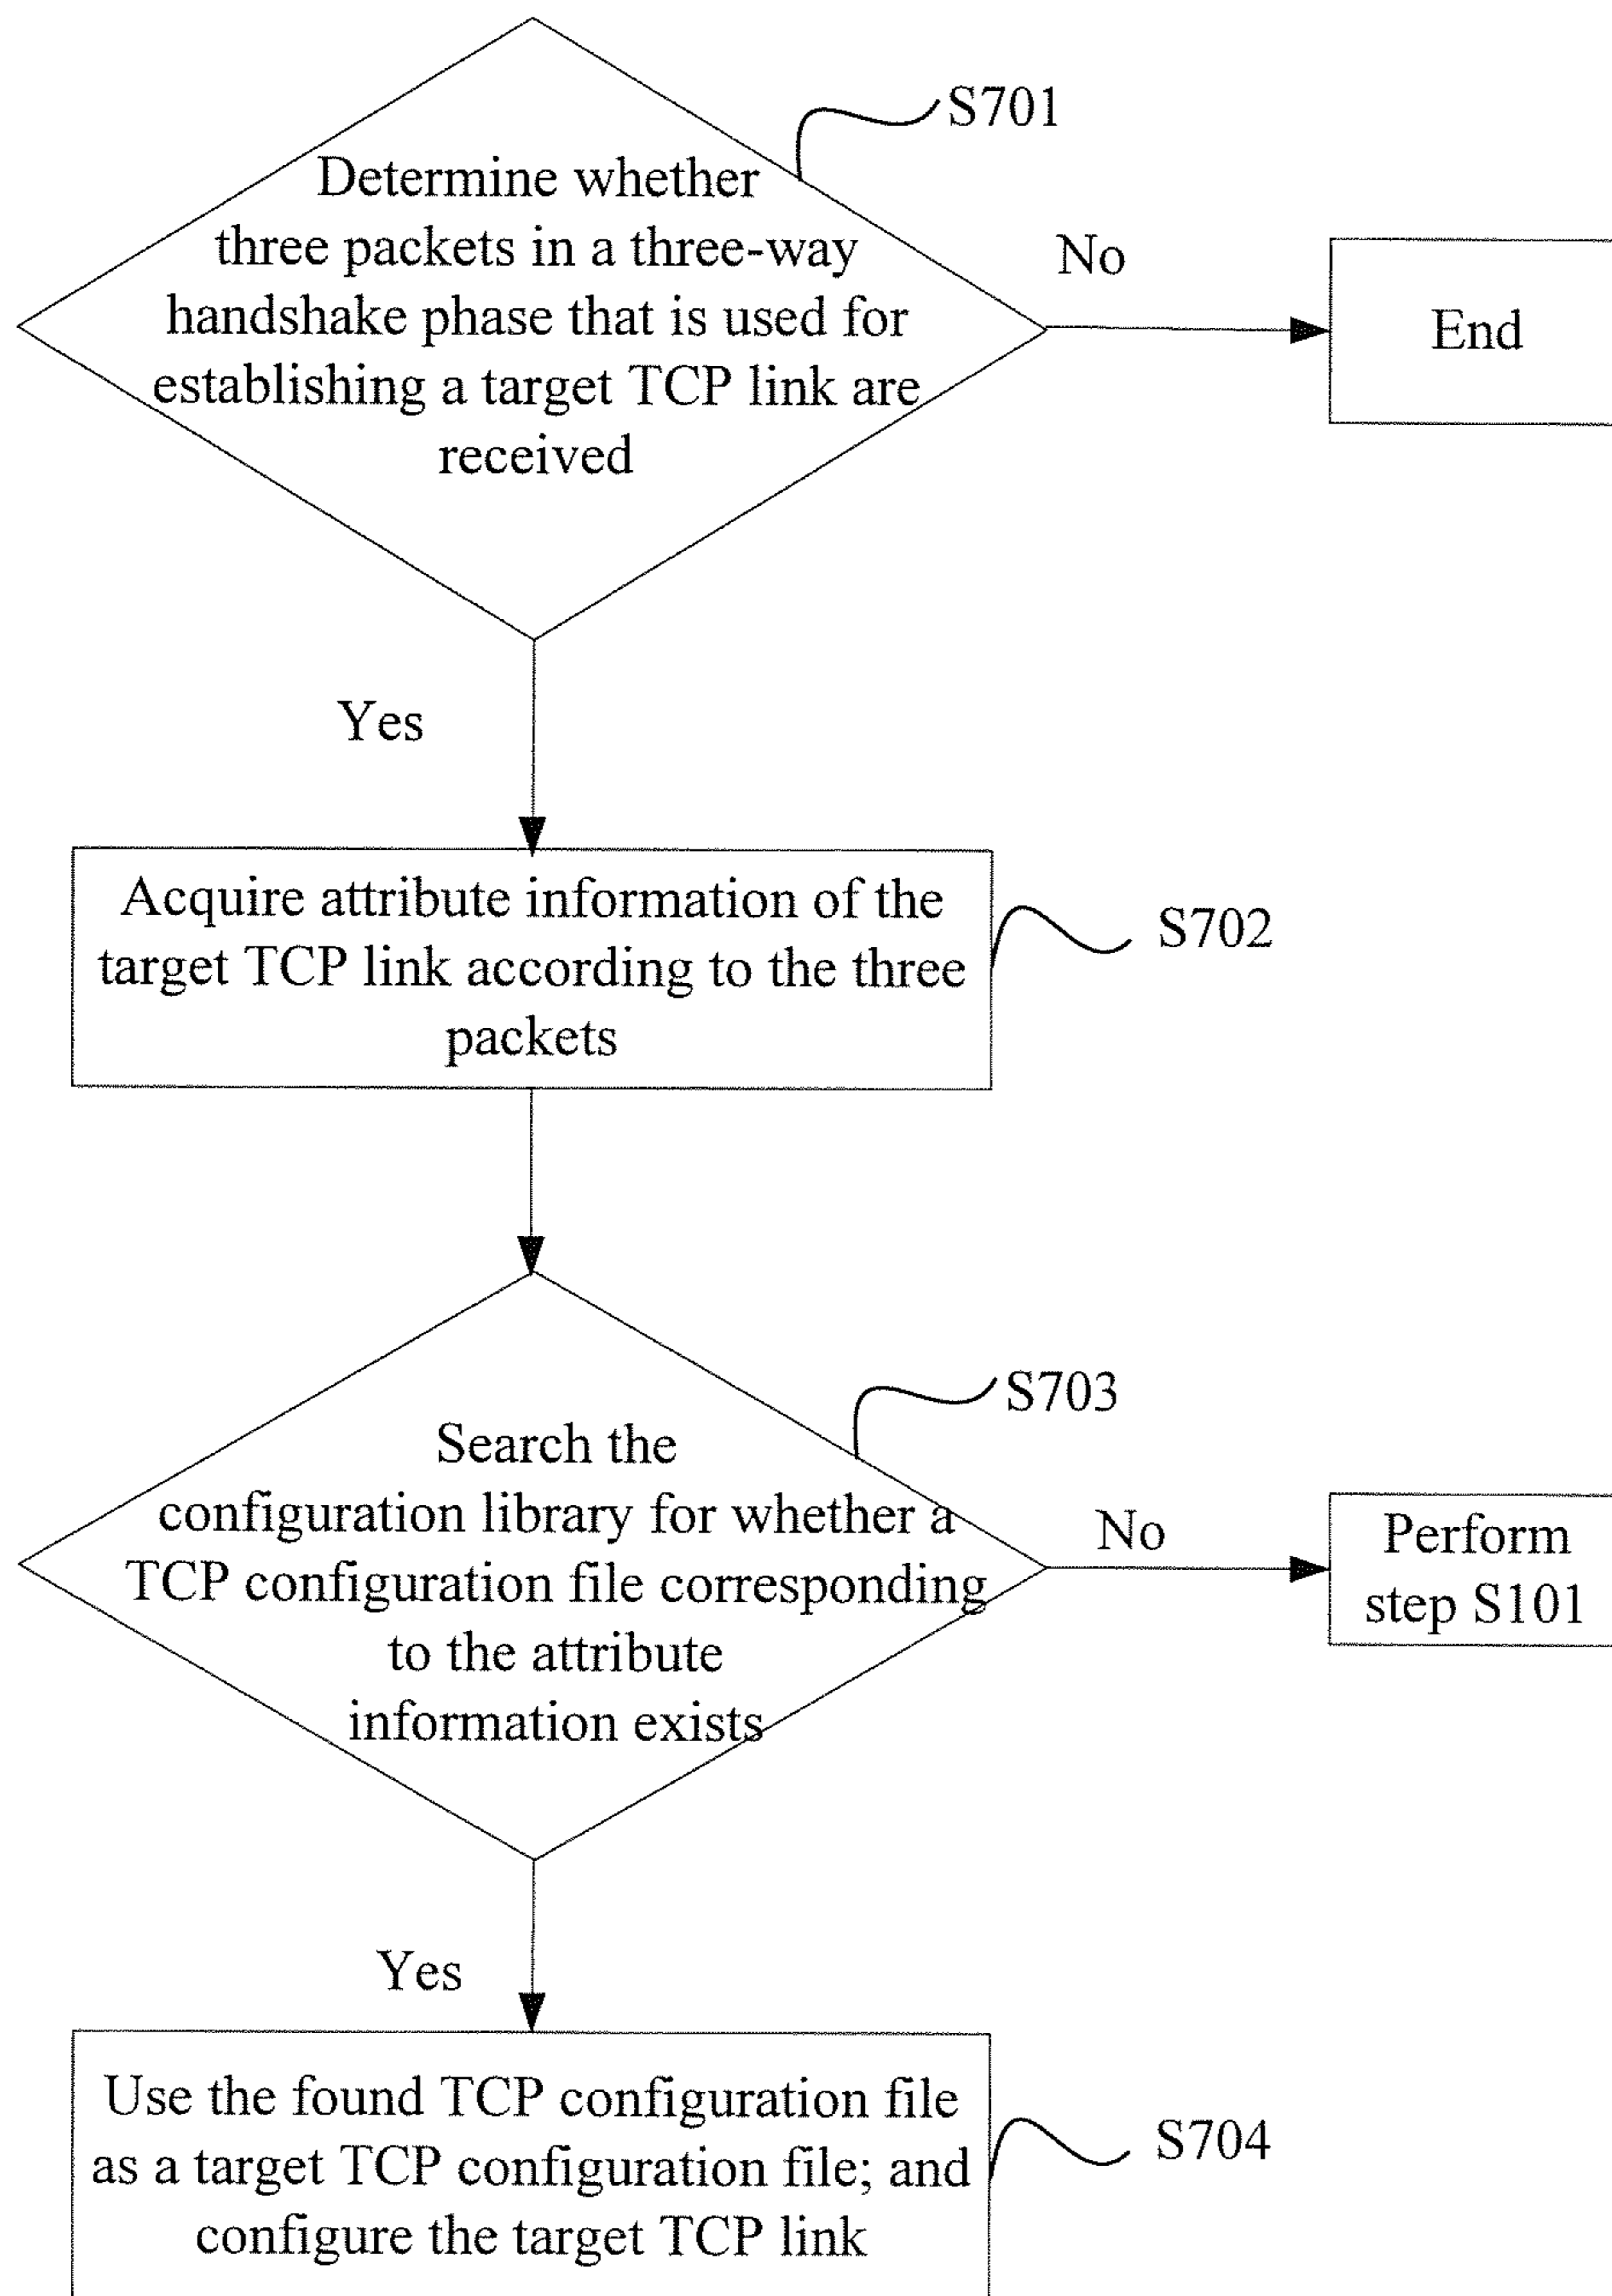 S701
Determine whether
three packets in a three-way
handshake phase that is used for
establishing a target TCP link are
received
No
End
Yes
Acquire attribute information of the
target TCP link according to the three
packets
S702
S703
Search the
configuration library for whether a
TCP configuration file corresponding
to the attribute
information exists
No
Perform
step S101
Yes
Use the found TCP configuration file
as a target TCP configuration file; and
configure the target TCP link
S704